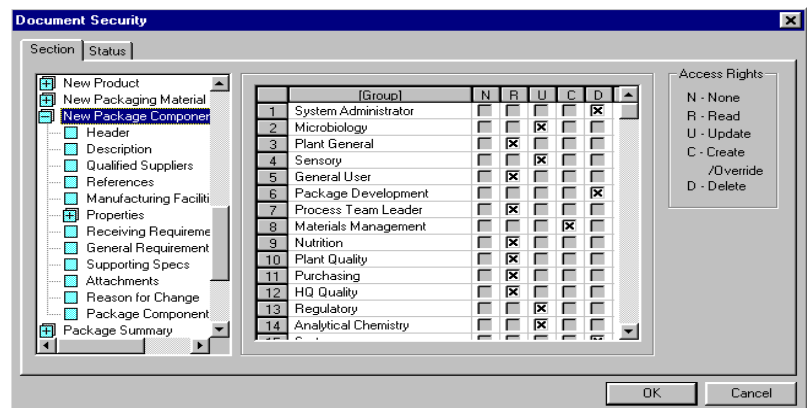 Document Security
Section Status
New Product
New Packaging Material
New Package Componer
Header
Description
Qualified Suppliers
References
Manufacturing Faciliti
Properties
Receiving Requireme
General Requirement
Supporting Specs
Attachments
Reason for Change
Package Component
Package Summary
[Group] N R U C D
1 System Administrator
2 Microbiology
3 Plant General
4 Sensory
5 General User
6 Package Development
7 Process Team Leader
8 Materials Management
9 Nutrition
10 Plant Quality
11 Purchasing
12 HQ Quality
13 Regulatory
14 Analytical Chemistry
Access Rights
N - None
R - Read
U - Update
C - Create
/Override
D - Delete
OK Cancel